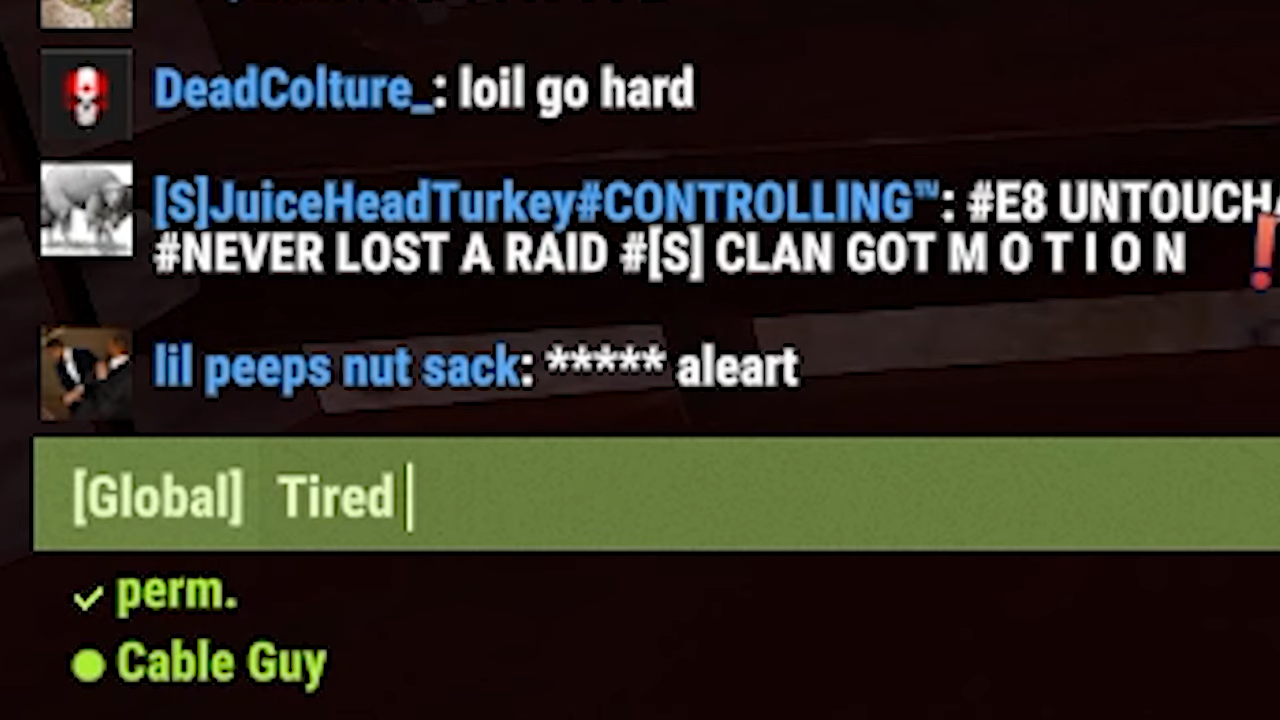 DeadColture_: loil go hard
[S]JuiceHeadTurkey#CONTROLLING™: #E8 UNTOUCHA
#NEVER LOST A RAID #[S] CLAN GOT M O T I O N ❗
lil peeps nut sack: ***** aleart
[Global] Tired
perm.
Cable Guy